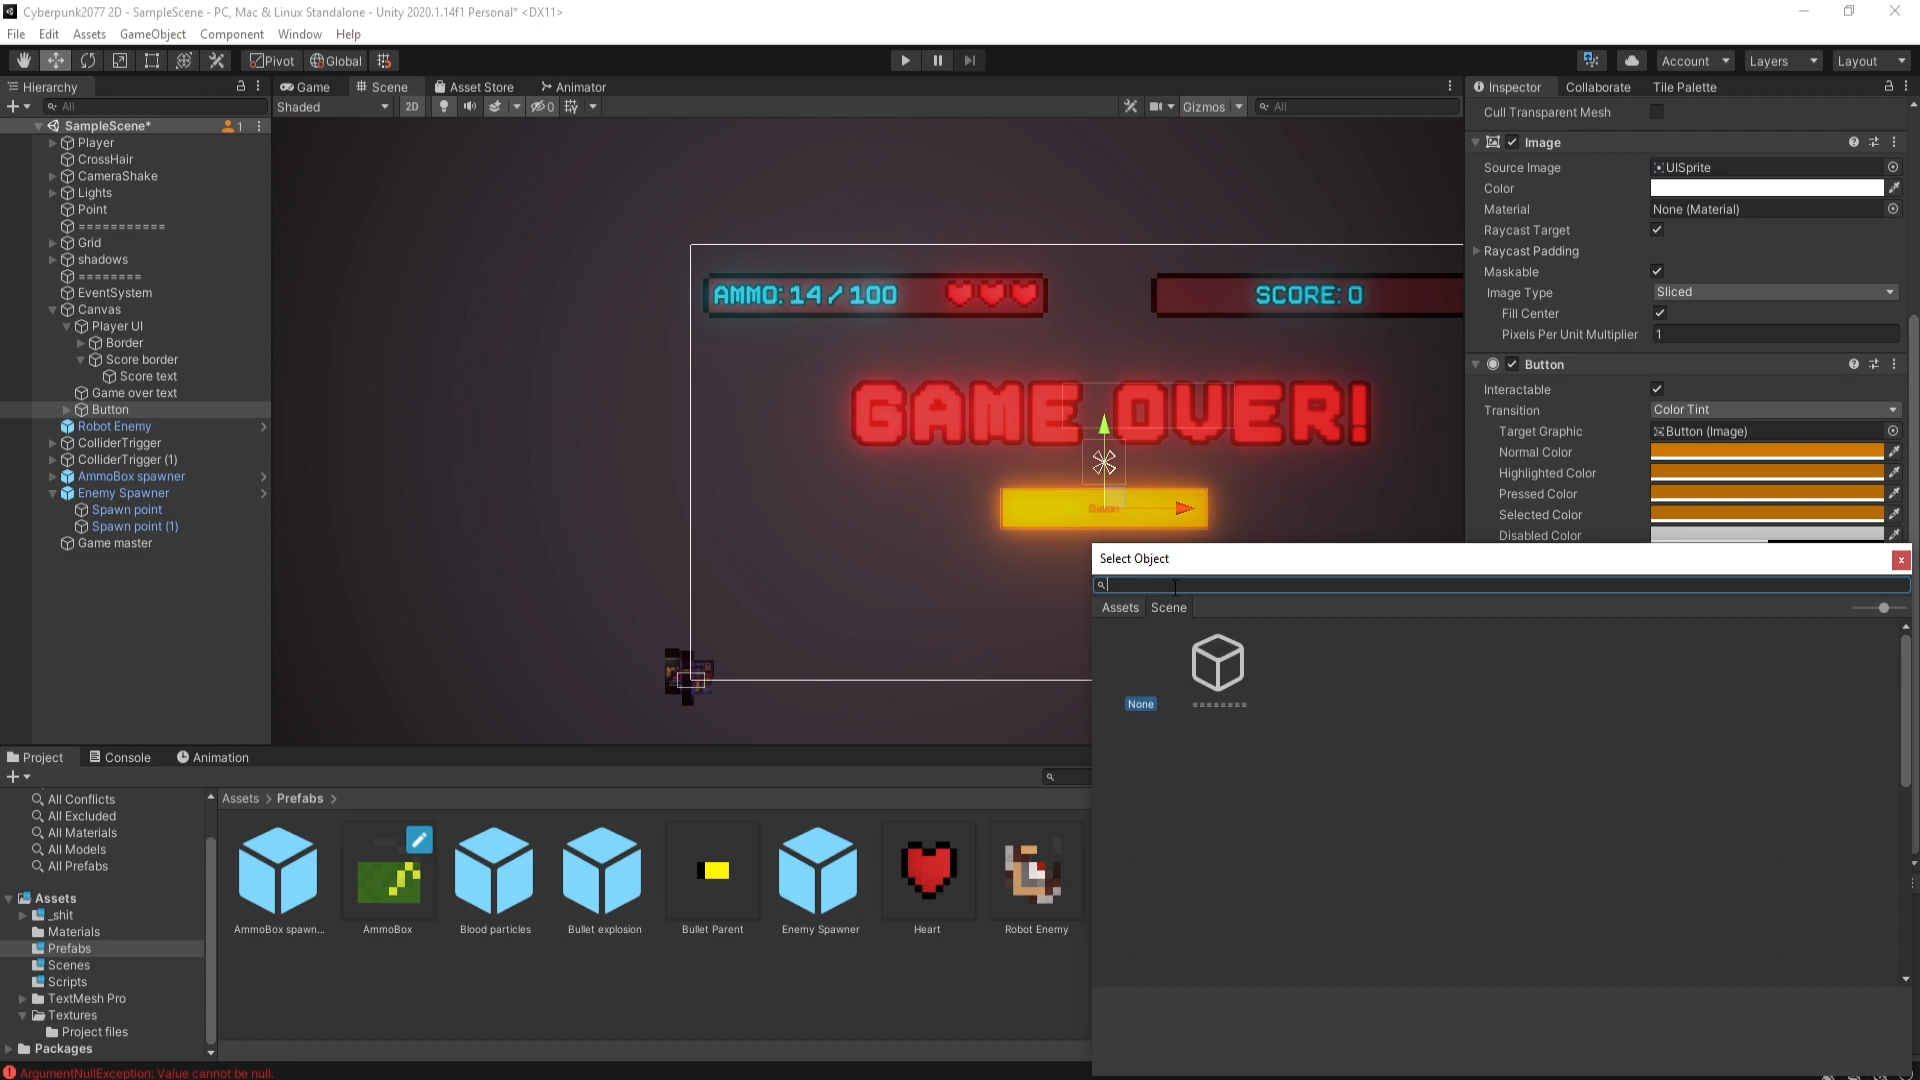 Cyberpunk2077 2D - SampleScene - PC, Mac & Linux Standalone - Unity 2020.1.14f1 Personal* <DX11>
File Edit Assets GameObject Component Window Help
Pivot Global Account Layers Layout
Hierarchy Game Scene Asset Store Animator Inspector Collaborate Tile Palette
All Shaded 2D 0 Gizmos All
SampleScene* 1
Player
CrossHair
CameraShake
Lights
Point
===========
Grid
shadows
========
EventSystem
Canvas
Player UI
Border
Score border
Score text
Game over text
Button
Robot Enemy
ColliderTrigger
ColliderTrigger (1)
AmmoBox spawner
Enemy Spawner
Spawn point
Spawn point (1)
Game master
AMMO: 14 / 100
SCORE: 0
GAME OVER!
Button
Cull Transparent Mesh
Image
Source Image UISprite
Color
Material None (Material)
Raycast Target
Raycast Padding
Maskable
Image Type Sliced
Fill Center
Pixels Per Unit Multiplier 1
Button
Interactable
Transition Color Tint
Target Graphic Button (Image)
Normal Color
Highlighted Color
Pressed Color
Selected Color
Disabled Color
Select Object
x
Assets Scene
None ========
Project Console Animation
All Conflicts
All Excluded
All Materials
All Models
All Prefabs
Assets
_shit
Materials
Prefabs
Scenes
Scripts
TextMesh Pro
Textures
Project files
Packages
Assets > Prefabs >
AmmoBox spawn... AmmoBox Blood particles Bullet explosion Bullet Parent Enemy Spawner Heart Robot Enemy
ArgumentNullException: Value cannot be null.